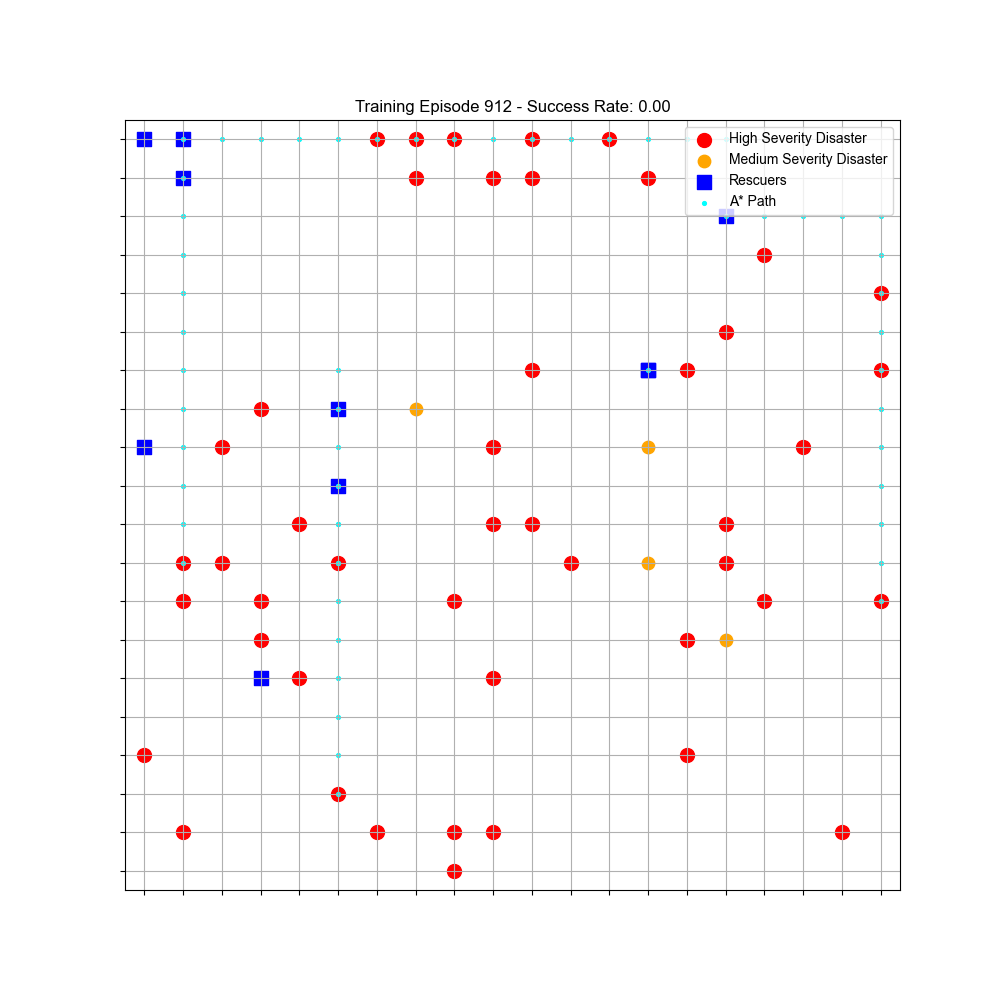 Training Episode 912 - Success Rate: 0.00
High Severity Disaster
Medium Severity Disaster
Rescuers
A* Path